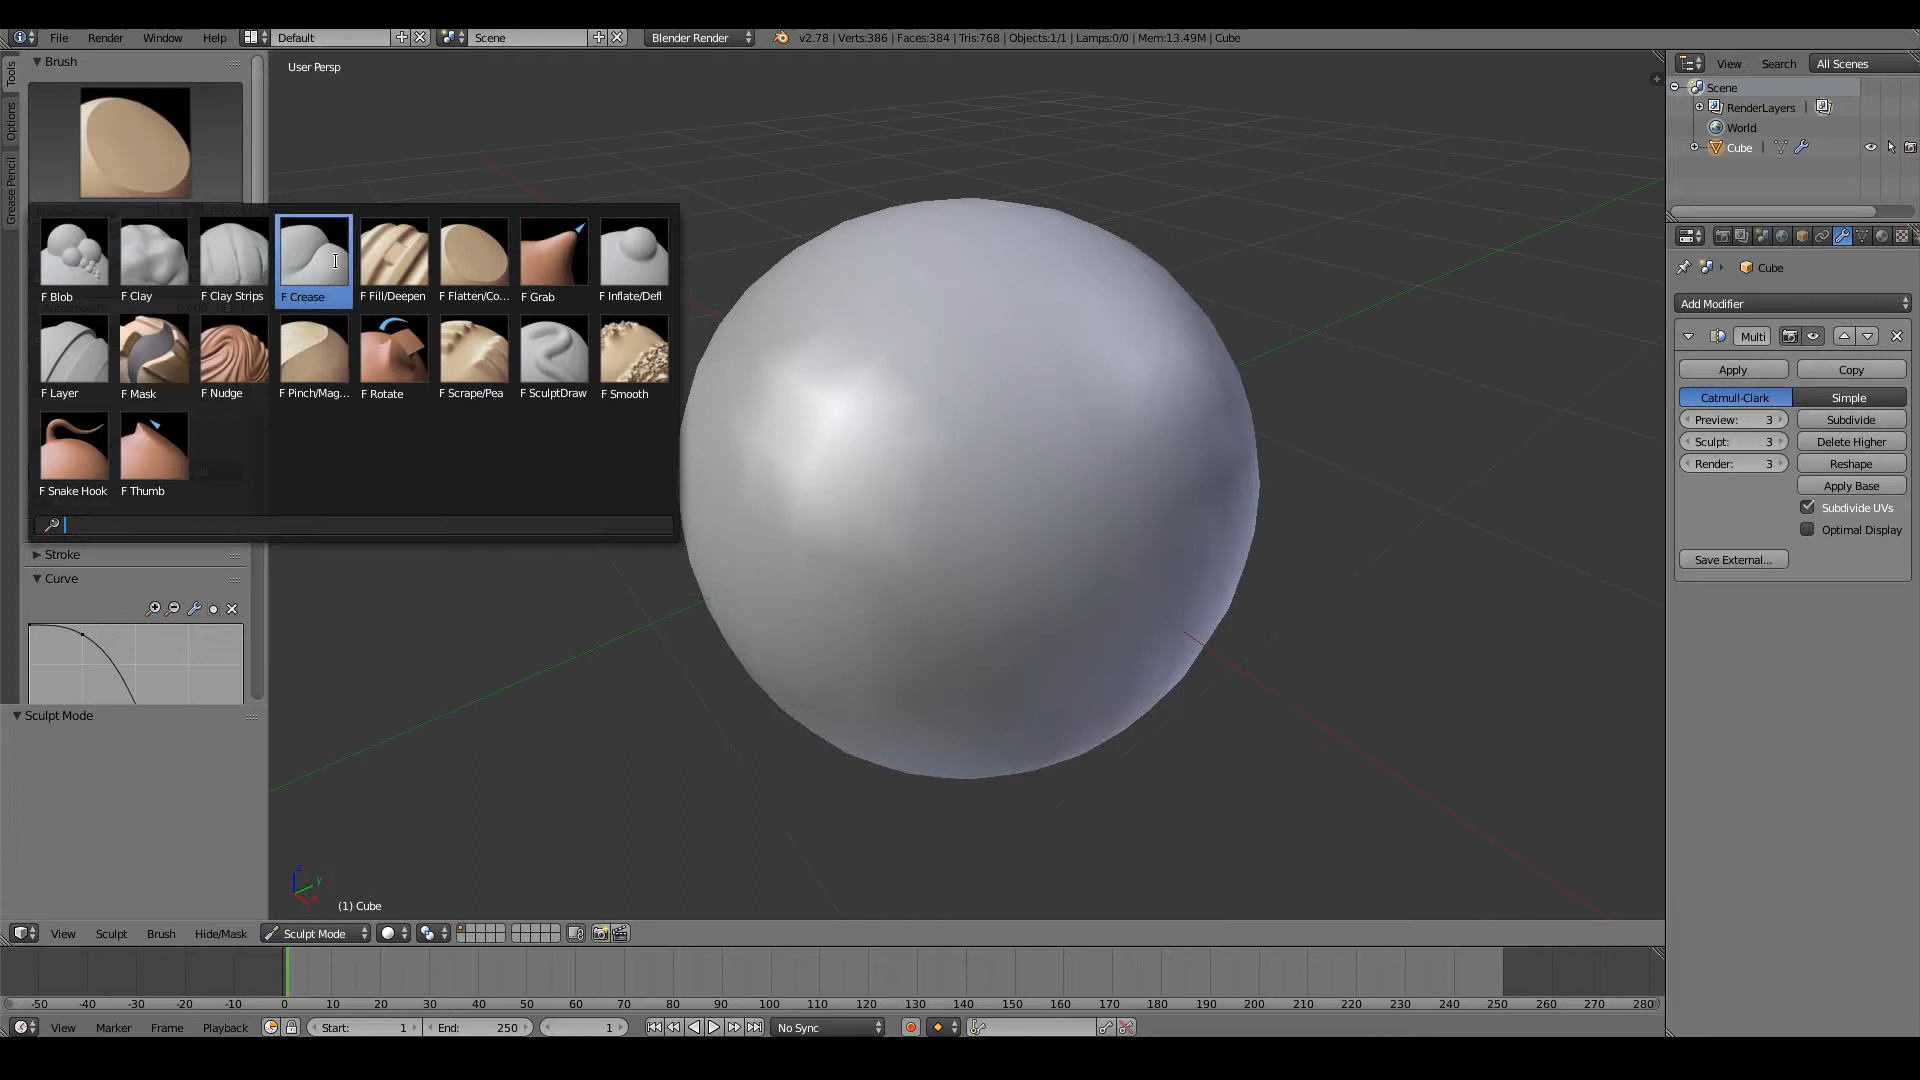 File Render Window Help Default Scene Blender Render v2.78 | Verts:386 | Faces:384 | Tris:768 | Objects:1/1 | Lamps:0/0 | Mem:13.49M | Cube
Tools
Options
Grease Pencil
Brush
User Persp
F Blob F Clay F Clay Strips F Crease F Fill/Deepen F Flatten/Co... F Grab F Inflate/Defl
F Layer F Mask F Nudge F Pinch/Mag... F Rotate F Scrape/Pea F SculptDraw F Smooth
F Snake Hook F Thumb
Stroke
Curve
Sculpt Mode
z
y
(1) Cube
View Search All Scenes
Scene
RenderLayers |
World
Cube |
Cube
Add Modifier
Multi
Apply Copy
Catmull-Clark Simple
Preview: 3 Subdivide
Sculpt: 3 Delete Higher
Render: 3 Reshape
Apply Base
Subdivide UVs
Optimal Display
Save External...
View Sculpt Brush Hide/Mask Sculpt Mode
-50 -40 -30 -20 -10 0 10 20 30 40 50 60 70 80 90 100 110 120 130 140 150 160 170 180 190 200 210 220 230 240 250 260 270 280
View Marker Frame Playback Start: 1 End: 250 1 No Sync